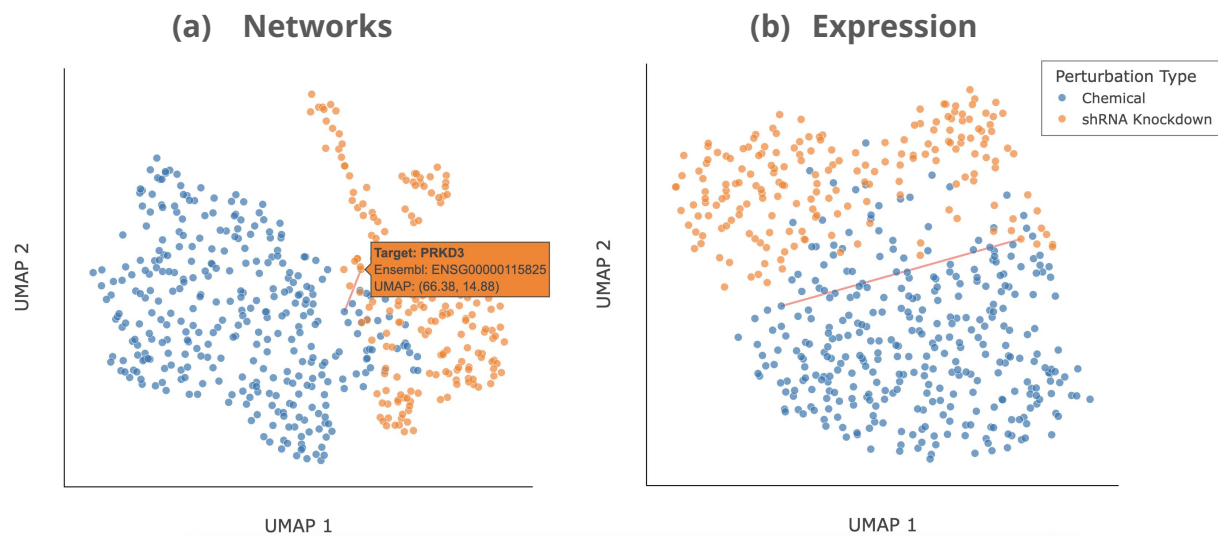 (a) Networks
UMAP 2
Target: PRKD3
Ensembl: ENSG00000115825
UMAP: (66.38, 14.88)
UMAP 1
(b) Expression
Perturbation Type
Chemical
shRNA Knockdown
UMAP 2
UMAP 1